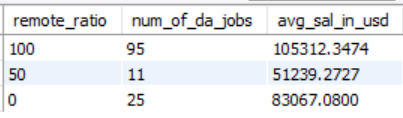 remote_ratio num_of_da_jobs avg_sal_in_usd
100 95 105312.3474
50 11 51239.2727
0 25 83067.0800